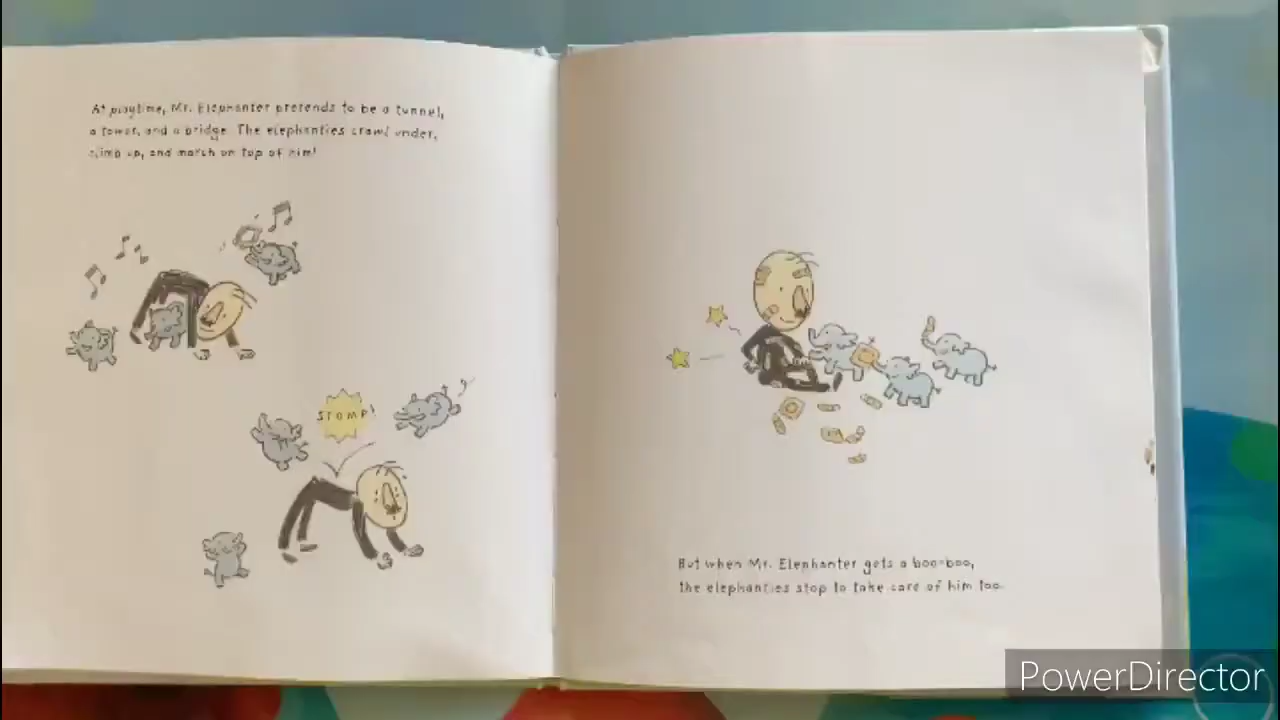 At playtime, Mr. Elephanter pretends to be a tunnel,
a tower, and a bridge. The elephanties crawl under,
climb up, and march on top of him!
STOMP!
But when Mr. Elephanter gets a boo-boo,
the elephanties stop to take care of him too.
PowerDirector